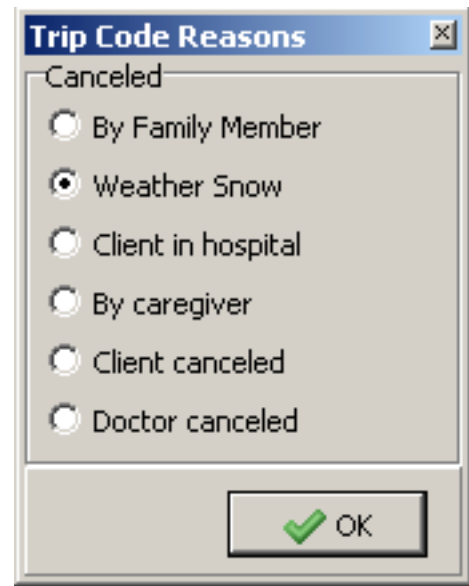 Trip Code Reasons
Canceled
By Family Member
Weather Snow
Client in hospital
By caregiver
Client canceled
Doctor canceled
OK